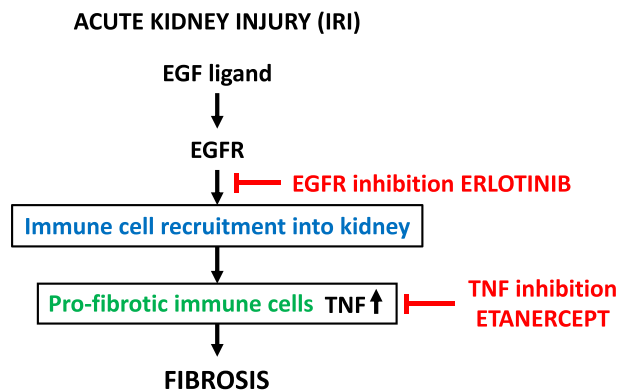 ACUTE KIDNEY INJURY (IRI)
EGF ligand
EGFR
EGFR inhibition ERLOTINIB
Immune cell recruitment into kidney
Pro-fibrotic immune cells TNF
TNF inhibition
ETANERCEPT
FIBROSIS